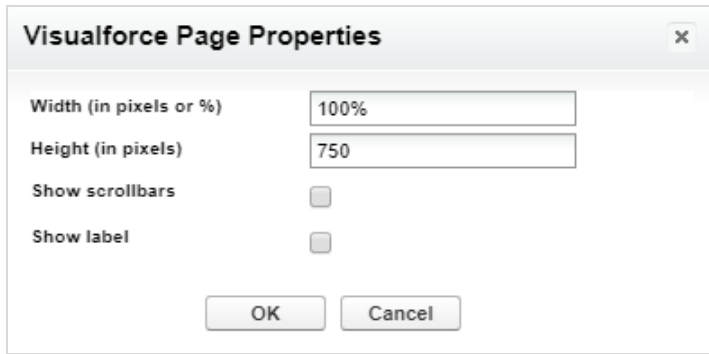 Visualforce Page Properties
Width (in pixels or %) 100%
Height (in pixels) 750
Show scrollbars
Show label
OK Cancel